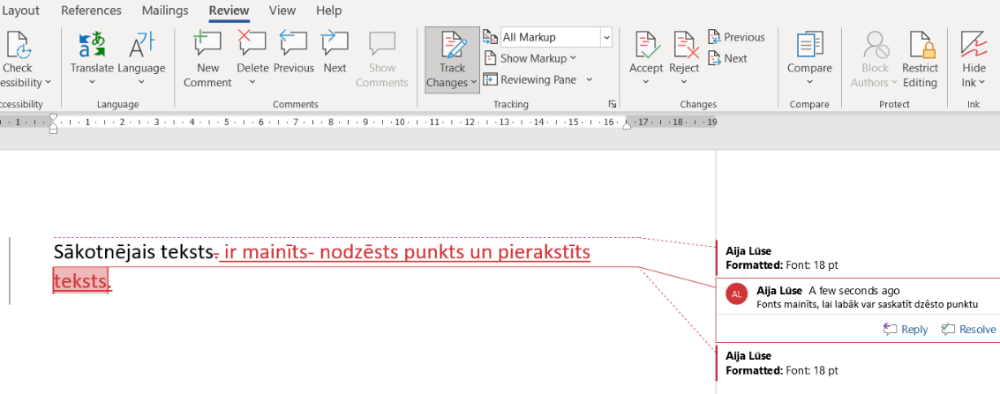 Layout References Mailings Review View Help
Check
essibility
Translate Language
New
Comment
Delete Previous Next Show
Comments
Track
Changes
All Markup
Show Markup
Reviewing Pane
Accept Reject
Previous
Next
Compare
Block
Authors
Restrict
Editing
Hide
Ink
ccessibility Language Comments Tracking Changes Compare Protect Ink
1 1 2 3 4 5 6 7 8 9 10 11 12 13 14 15 16 17 18 19
Sākotnējais teksts. ir mainīts- nodzēsts punkts un pierakstīts
teksts.
Aija Lūse
Formatted: Font: 18 pt
AL Aija Lūse A few seconds ago
Fonts mainīts, lai labāk var saskatīt dzēsto punktu
Reply Resolve
Aija Lūse
Formatted: Font: 18 pt